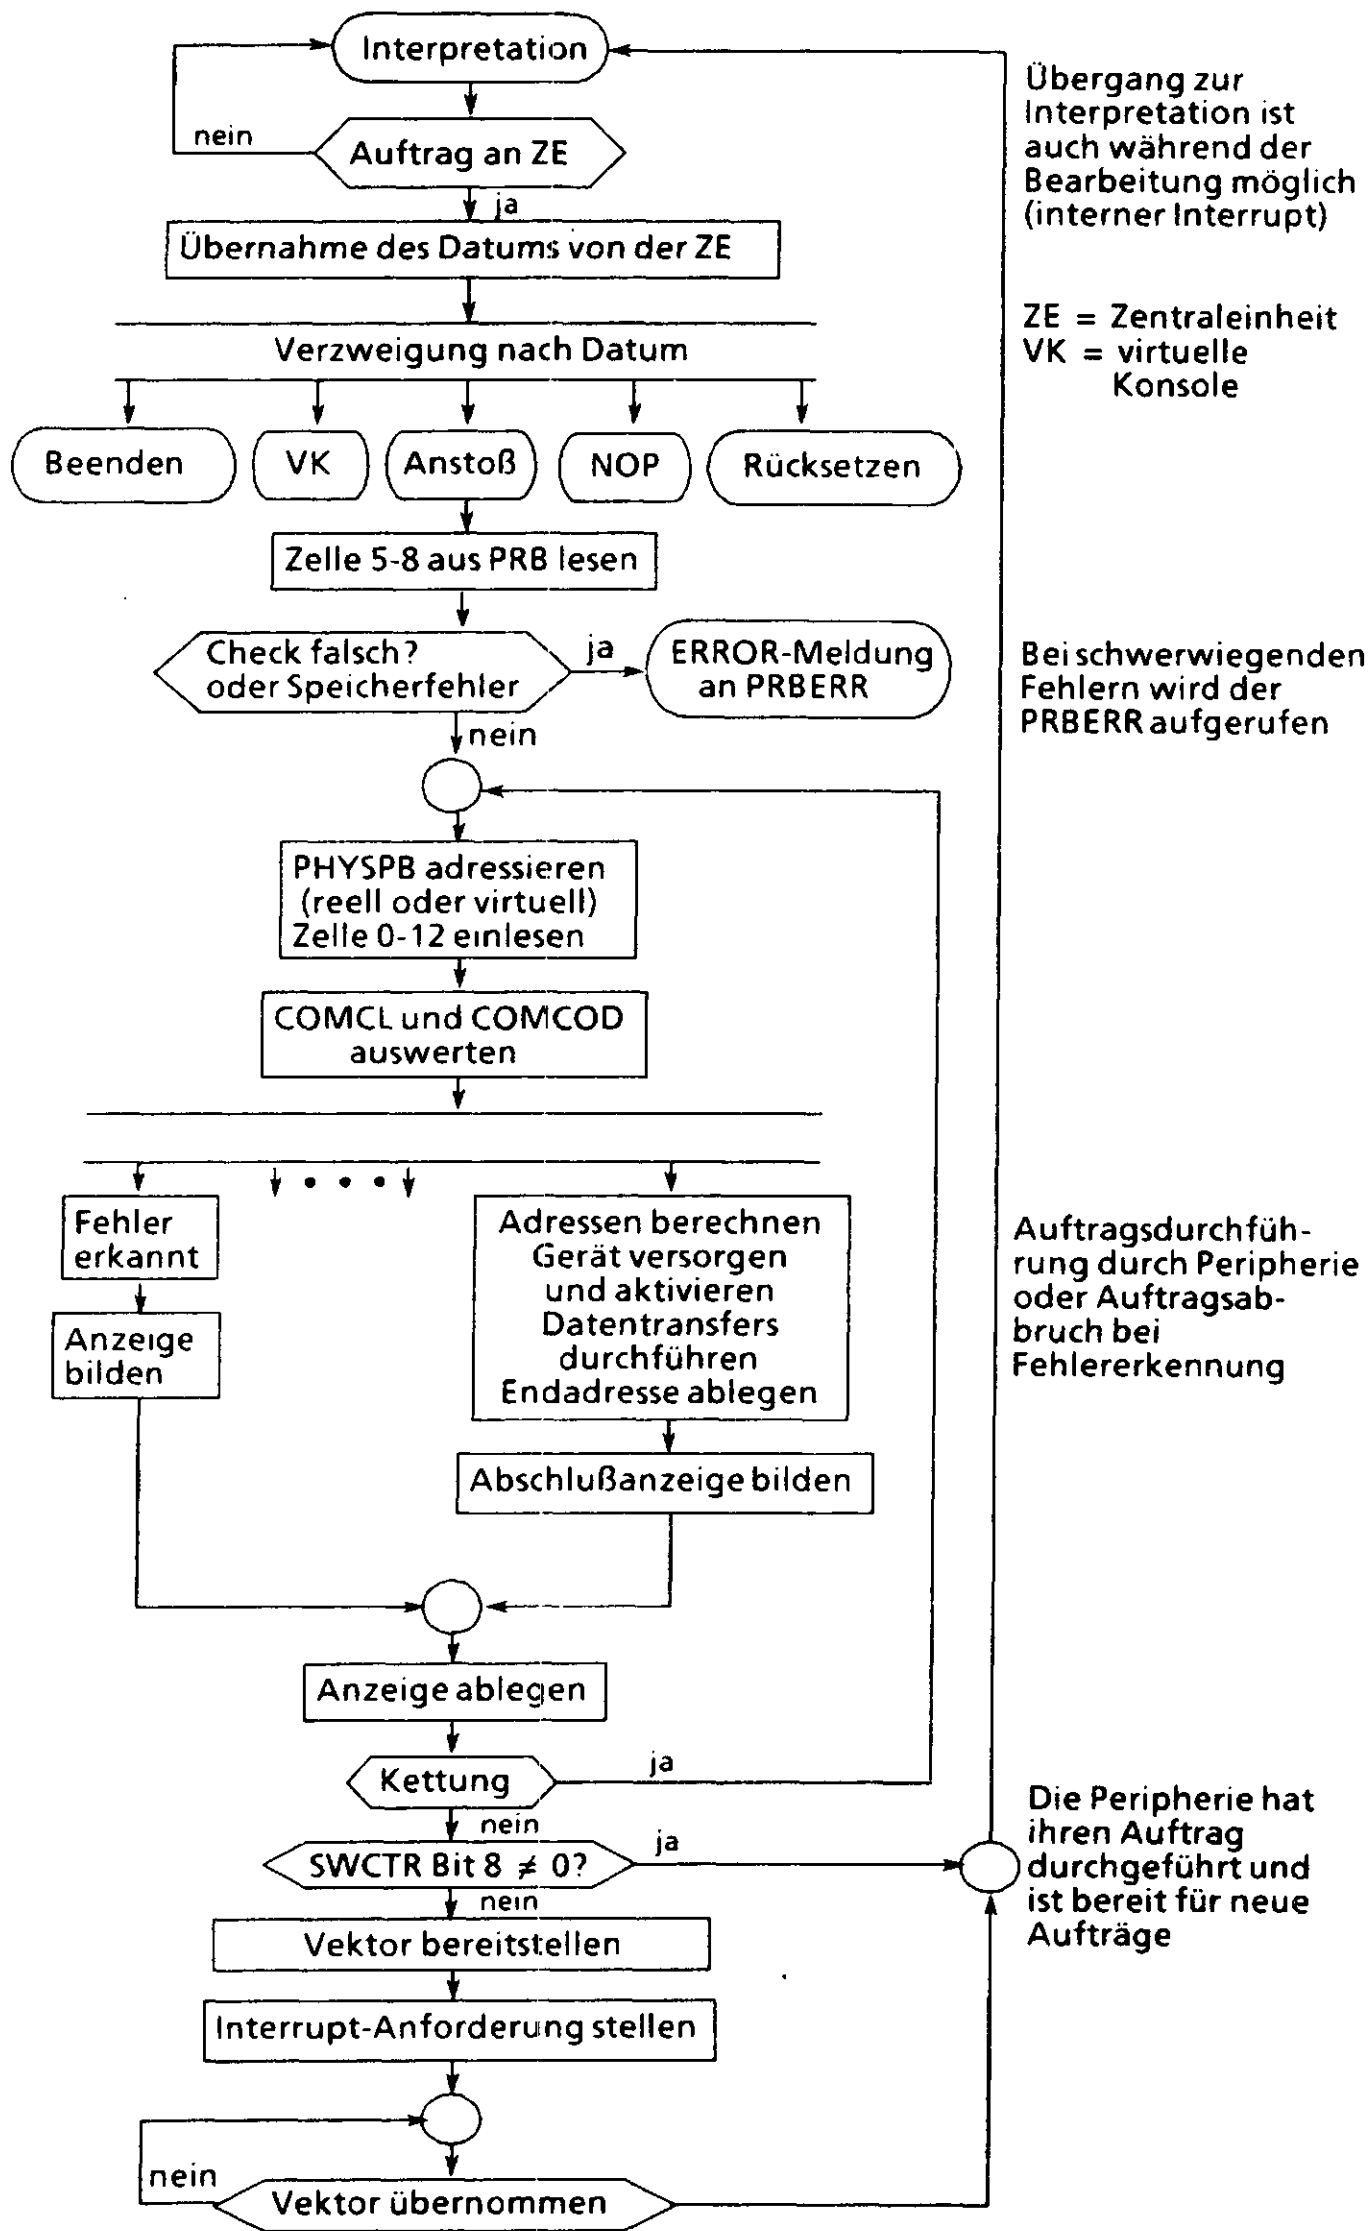 Interpretation
nein
Auftrag an ZE
ja
Übernahme des Datums von der ZE
Verzweigung nach Datum
Beenden
VK
Anstoß
NOP
Rücksetzen
Zelle 5-8 aus PRB lesen
Check falsch?
oder Speicherfehler
ja
ERROR-Meldung
an PRBERR
nein
PHYSPB adressieren
(reell oder virtuell)
Zelle 0-12 einlesen
COMCL und COMCOD
auswerten
Fehler
erkannt
Anzeige
bilden
Adressen berechnen
Gerät versorgen
und aktivieren
Datentransfers
durchführen
Endadresse ablegen
Abschlußanzeige bilden
Anzeige ablegen
Kettung
ja
nein
SWCTR Bit 8 ≠ 0?
ja
nein
Vektor bereitstellen
Interrupt-Anforderung stellen
nein
Vektor übernommen
Übergang zur
Interpretation ist
auch während der
Bearbeitung möglich
(interner Interrupt)
ZE = Zentraleinheit
VK = virtuelle
Konsole
Bei schwerwiegenden
Fehlern wird der
PRBERR aufgerufen
Auftragsdurchfüh-
rung durch Peripherie
oder Auftragsab-
bruch bei
Fehlererkennung
Die Peripherie hat
ihren Auftrag
durchgeführt und
ist bereit für neue
Aufträge